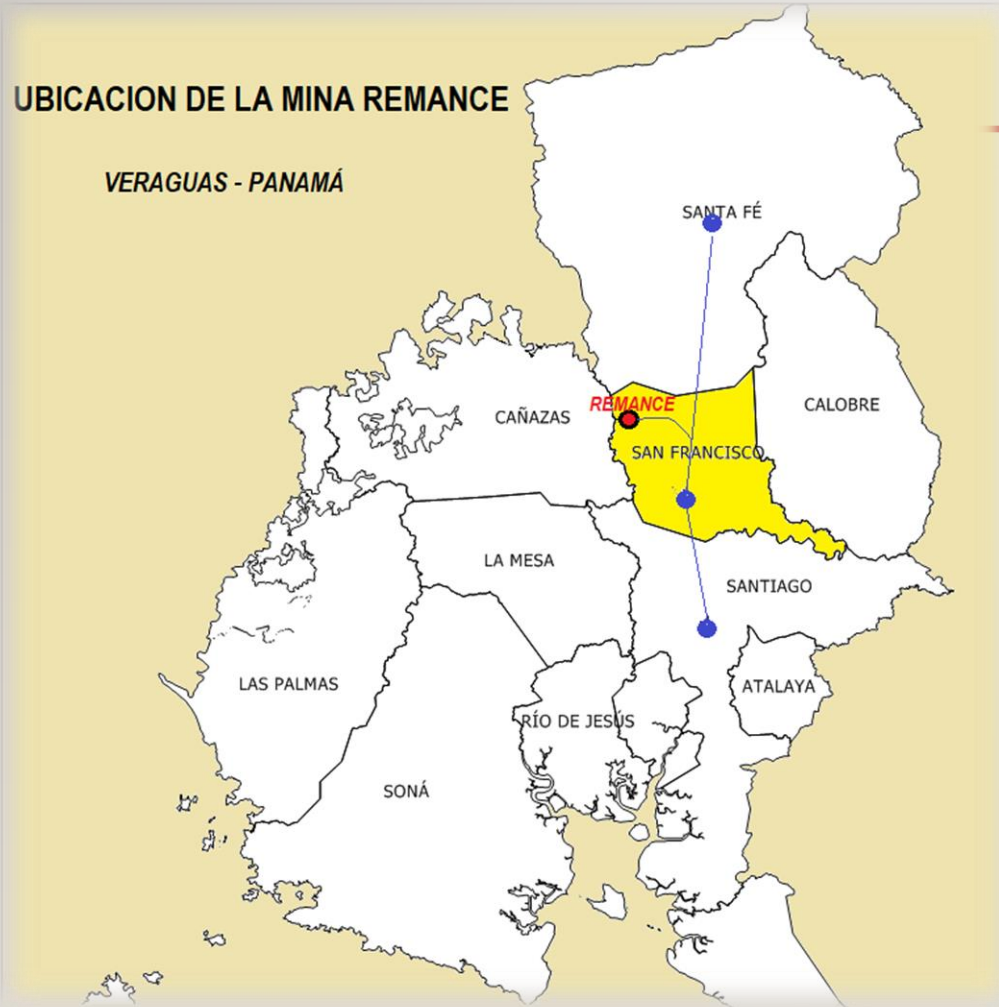 UBICACION DE LA MINA REMANCE
VERAGUAS - PANAMÁ
SANTA FÉ
REMANCE
CAÑAZAS
CALOBRE
SAN FRANCISCO
LA MESA
SANTIAGO
LAS PALMAS
ATALAYA
RÍO DE JESÚS
SONÁ